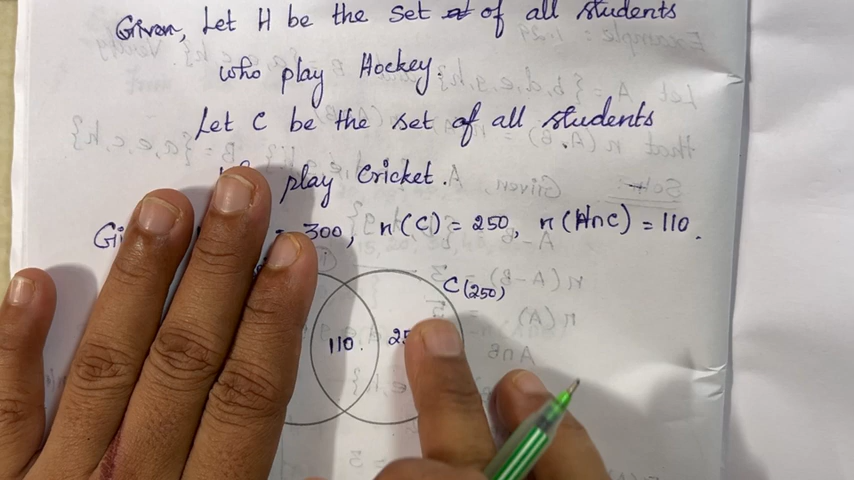 Given, Let H be the set of all students
who play Hockey.
Let C be the set of all students
play Cricket.
= 300, n(C) = 250, n(H∩C) = 110.
C(250)
110.